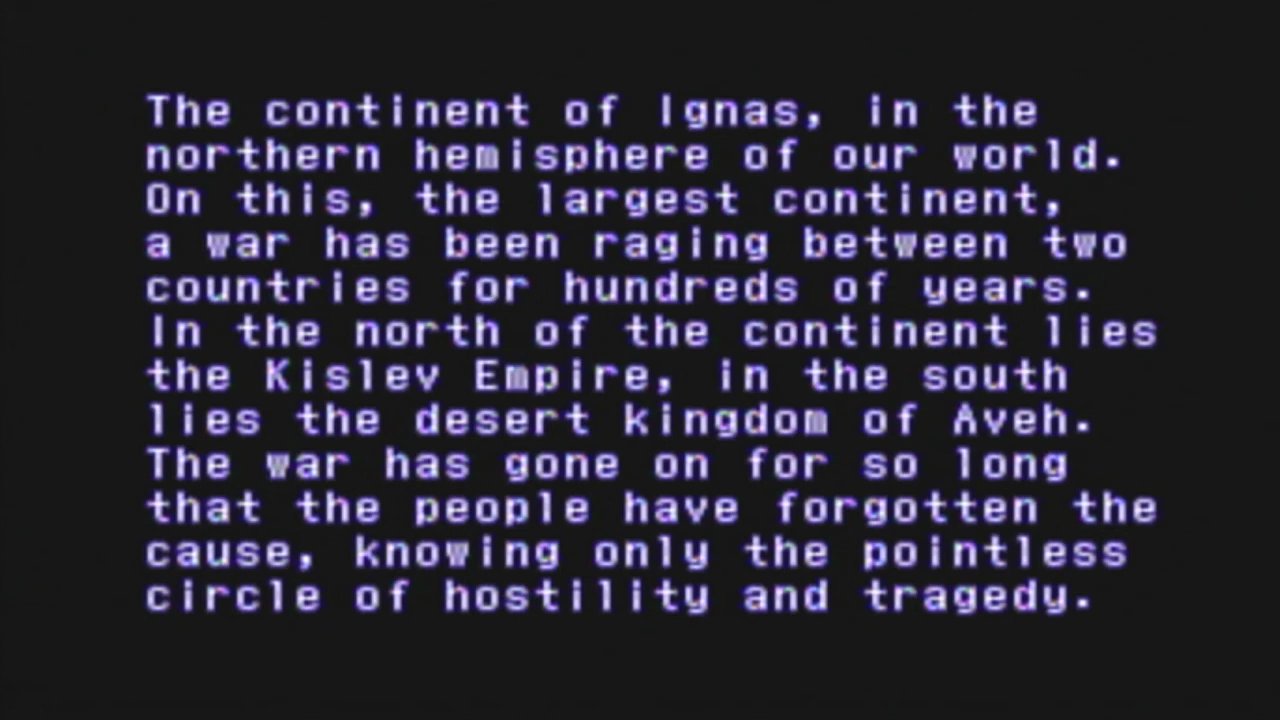 The continent of Ignas, in the
northern hemisphere of our world.
On this, the largest continent,
a war has been raging between two
countries for hundreds of years.
In the north of the continent lies
the Kislev Empire, in the south
lies the desert kingdom of Aveh.
The war has gone on for so long
that the people have forgotten the
cause, knowing only the pointless
circle of hostility and tragedy.